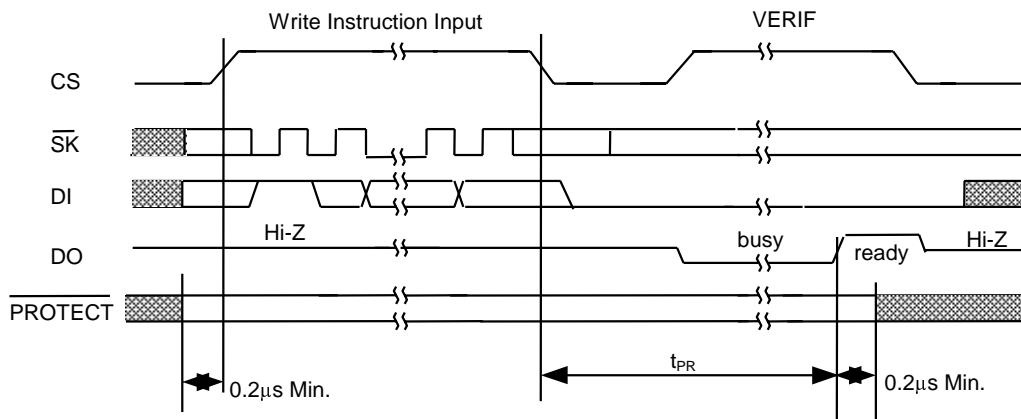 Write Instruction Input VERIF
CS
SK
DI
Hi-Z busy Hi-Z
DO ready
PROTECT
tPR
0.2μs Min. 0.2μs Min.